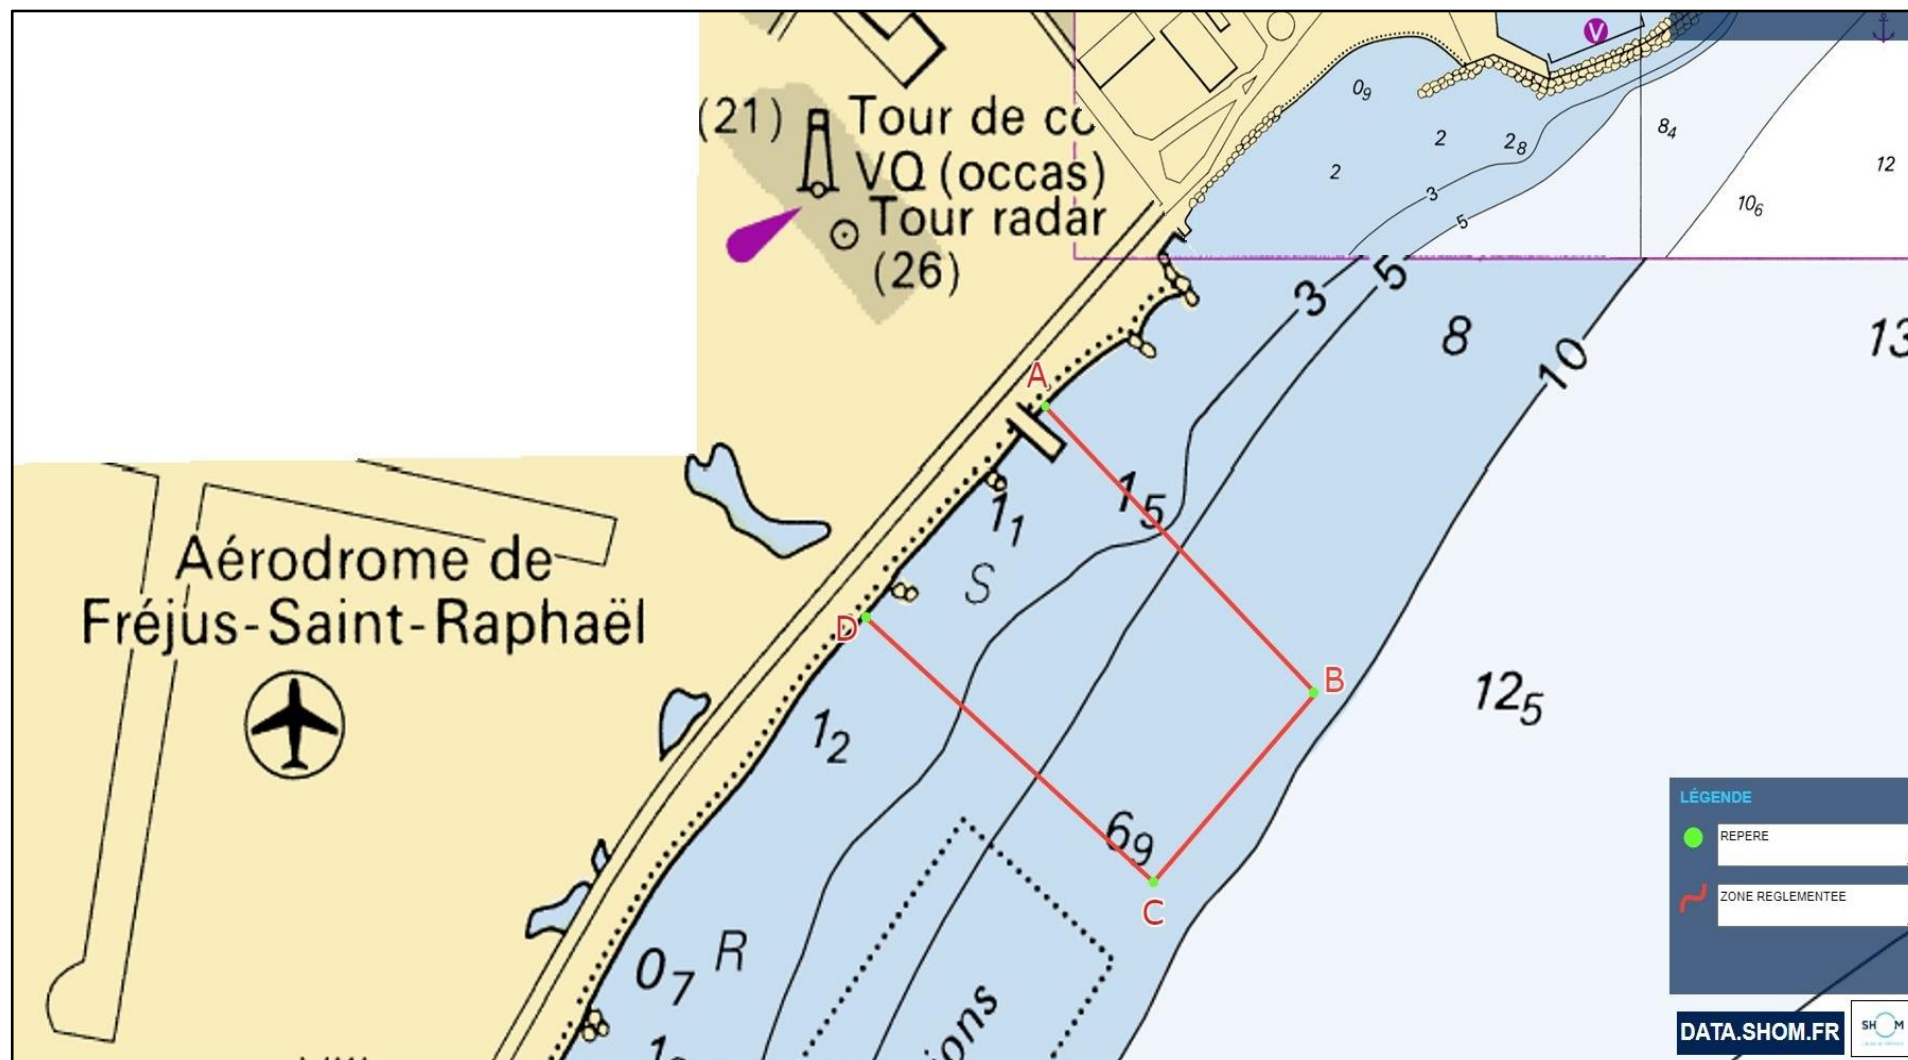 V
(21) Tour de co
VQ (occas)
Tour radar
(26)
09
2
28
84
2
12
3
106
5
3
5
8
13
10
A
15
11
S
Aérodrome de
Fréjus-Saint-Raphaël
D
B
125
12
69
C
R
07
ions
LÉGENDE
REPERE
ZONE REGLEMENTEE
DATA.SHOM.FR
SHOM